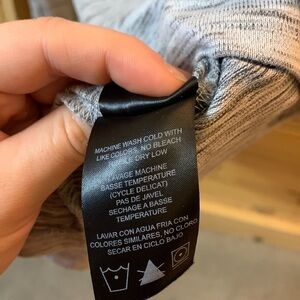 MACHINE WASH COLD WITH
LIKE COLORS, NO BLEACH
TUMBLE DRY LOW
LAVAGE MACHINE
BASSE TEMPERATURE
(CYCLE DELICAT)
PAS DE JAVEL
SECHAGE A BASSE
TEMPERATURE
LAVAR CON AGUA FRIA CON
COLORES SIMILARES, NO CLORO
SECAR EN CICLO BAJO